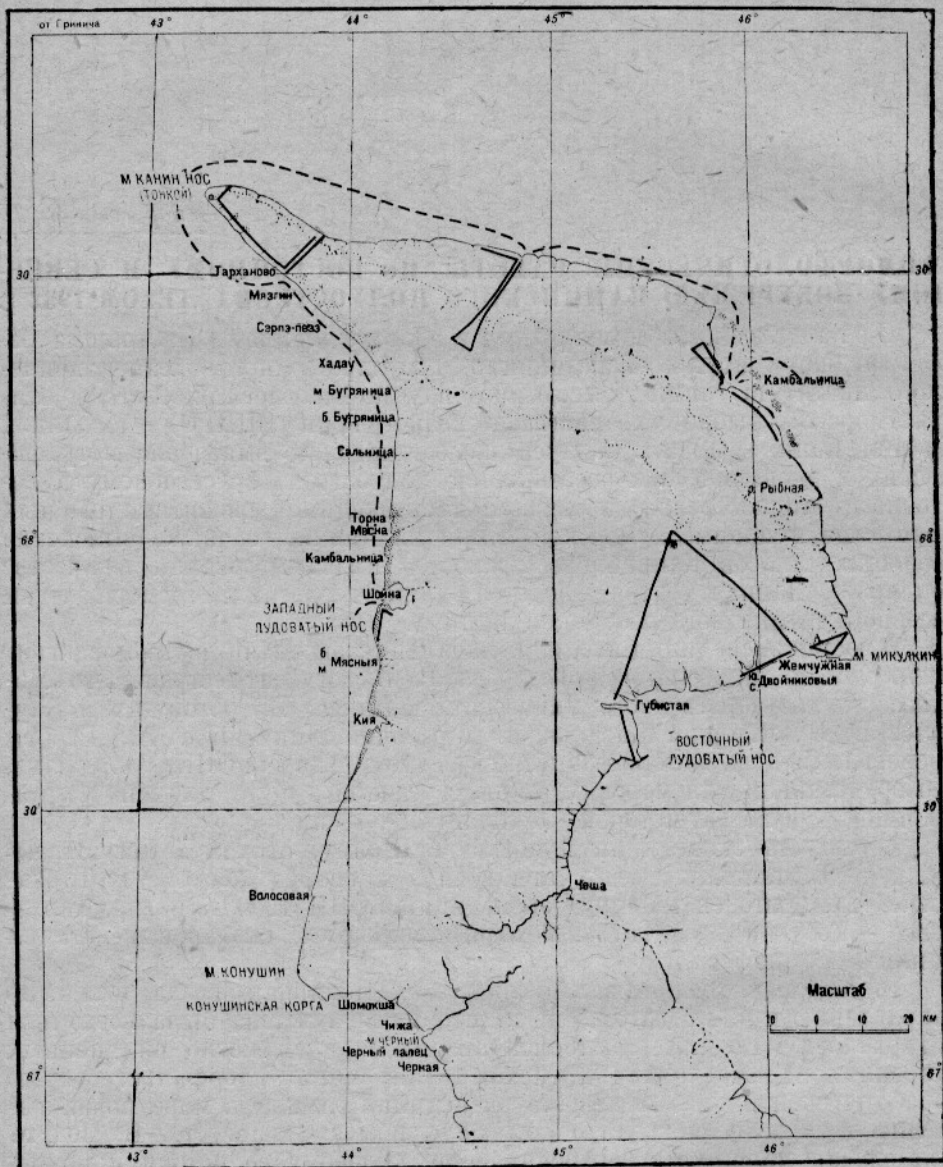 от Гринича
43°
44°
45°
46°
М КАНИН НОС
(ТОНКОЙ)
30
Тарханово
30
Мязгин
Сэрпэ-пеаз
Хадау
м Бугряница
б. Бугряница
Камбальница
Сальница
р. Рыбная
Торна
Месна
68°
68°
Камбальница
Шойна
ЗАПАДНЫЙ
ЛУДОВАТЫЙ НОС
б
м Мясныя
М. МИКУЛКИН
Жемчужная
ю.
с. Двойниковыя
Губистая
Кия
ВОСТОЧНЫЙ
ЛУДОБАТЫЙ НОС
30
30
Чеша
Волосовая
М. КОНУШИН
КОНУШИНСКАЯ КОРГА
Шомокша
Масштаб
10 0 10 20 КМ
Чижа
М ЧЕРНЫЙ
Черный палец
Черная
67°
67°
43°
44°
45°
46°